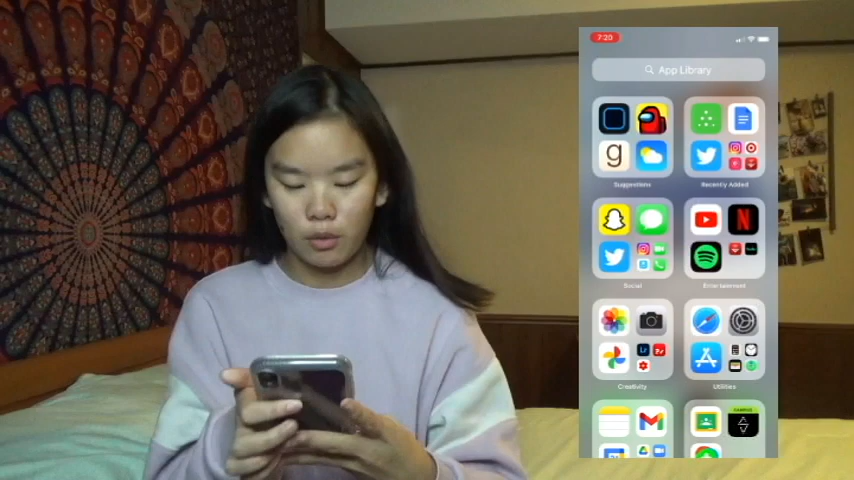 7:20
App Library
g
Suggestions
Recently Added
Social
Entertainment
Creativity
Utilities